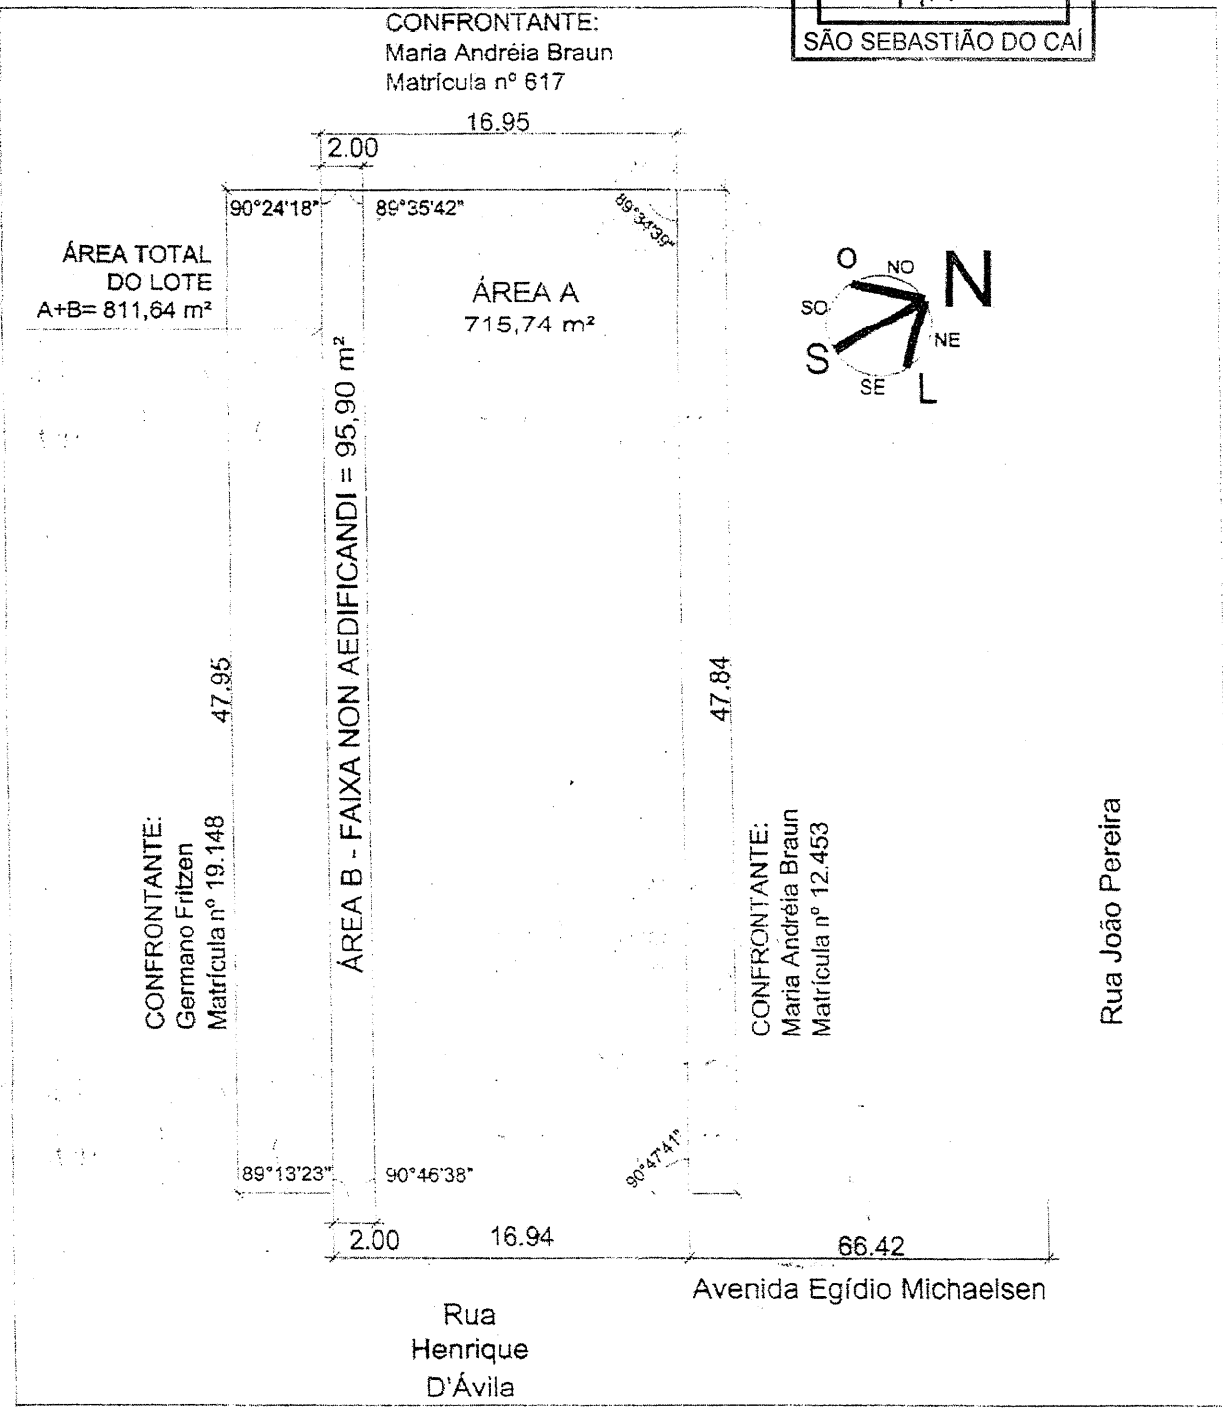 SÃO SEBASTIÃO DO CAÍ
CONFRONTANTE:
Maria Andréia Braun
Matrícula nº 617
16.95
2.00
90°24'18"
89°35'42"
89°34'39"
ÁREA TOTAL
DO LOTE
A+B= 811,64 m²
ÁREA A
715,74 m²
O
NO
N
SO
NE
S
SE
L
ÁREA B - FAIXA NON AEDIFICANDI = 95,90 m²
47.95
47.84
CONFRONTANTE:
Germano Fritzen
Matrícula nº 19.148
CONFRONTANTE:
Maria Andréia Braun
Matrícula nº 12.453
Rua João Pereira
89°13'23"
90°46'38"
90°47'41"
2.00
16.94
66.42
Avenida Egídio Michaelsen
Rua
Henrique
D'Ávila